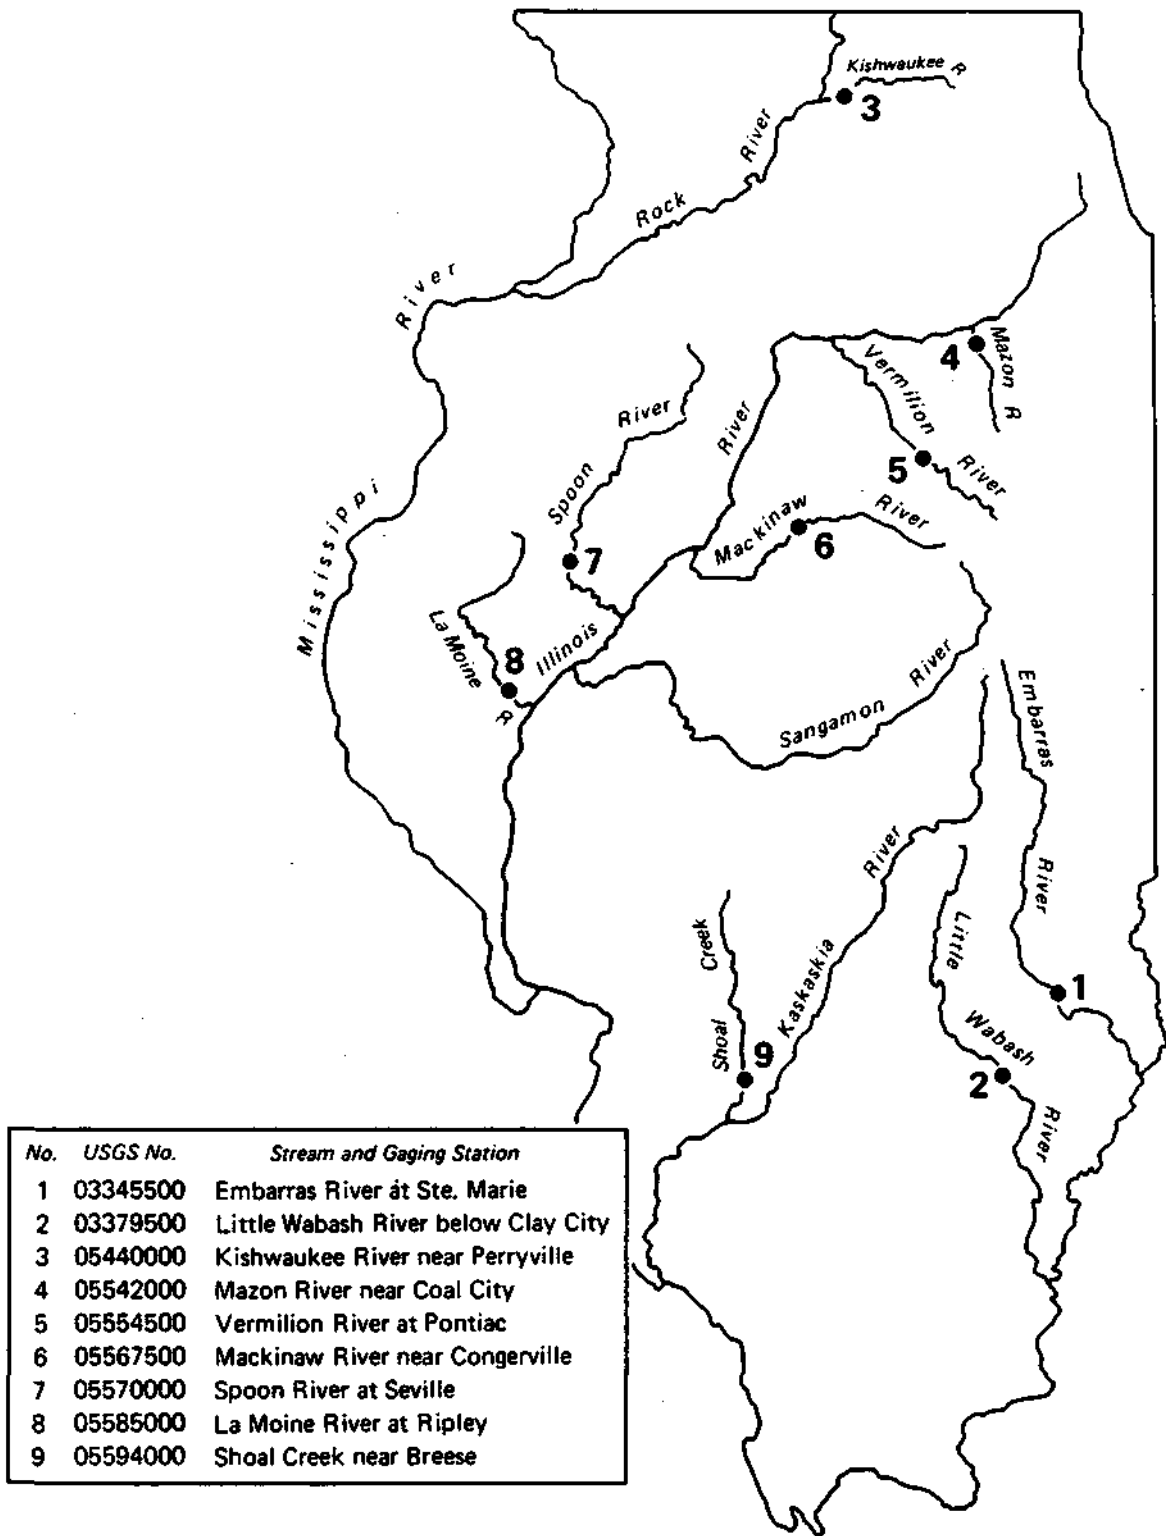 Kishwaukee R
3
River
Rock
River
Mississippi
4
Mazon R
Vermilion
River
5
River
Spoon
7
River
Mackinaw
River
6
La Moine
R
8
Illinois
Sangamon
River
Embarras
River
1
River
Kaskaskia
Little
Wabash
River
2
Creek
Shoal
9
No. USGS No. Stream and Gaging Station
1 03345500 Embarras River at Ste. Marie
2 03379500 Little Wabash River below Clay City
3 05440000 Kishwaukee River near Perryville
4 05542000 Mazon River near Coal City
5 05554500 Vermilion River at Pontiac
6 05567500 Mackinaw River near Congerville
7 05570000 Spoon River at Seville
8 05585000 La Moine River at Ripley
9 05594000 Shoal Creek near Breese